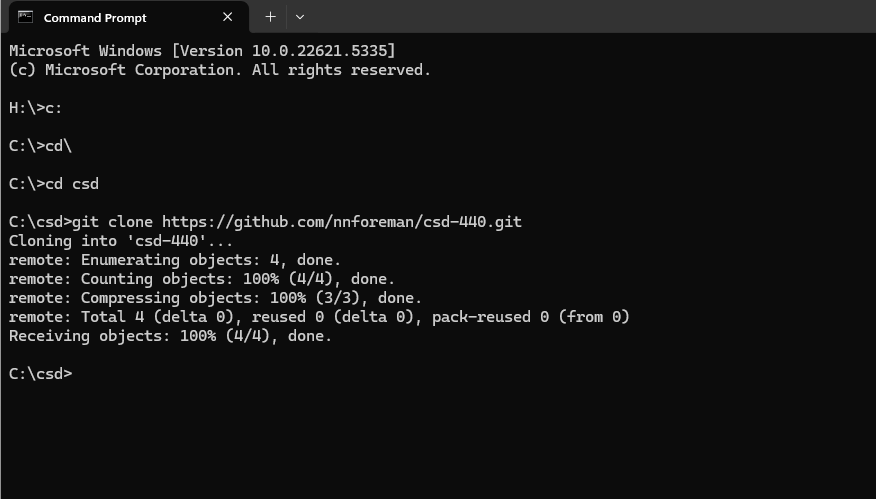 Command Prompt
Microsoft Windows [Version 10.0.22621.5335]
(c) Microsoft Corporation. All rights reserved.
H:\>c:
C:\>cd\
C:\>cd csd
C:\csd>git clone https://github.com/nnforeman/csd-440.git
Cloning into 'csd-440'...
remote: Enumerating objects: 4, done.
remote: Counting objects: 100% (4/4), done.
remote: Compressing objects: 100% (3/3), done.
remote: Total 4 (delta 0), reused 0 (delta 0), pack-reused 0 (from 0)
Receiving objects: 100% (4/4), done.
C:\csd>